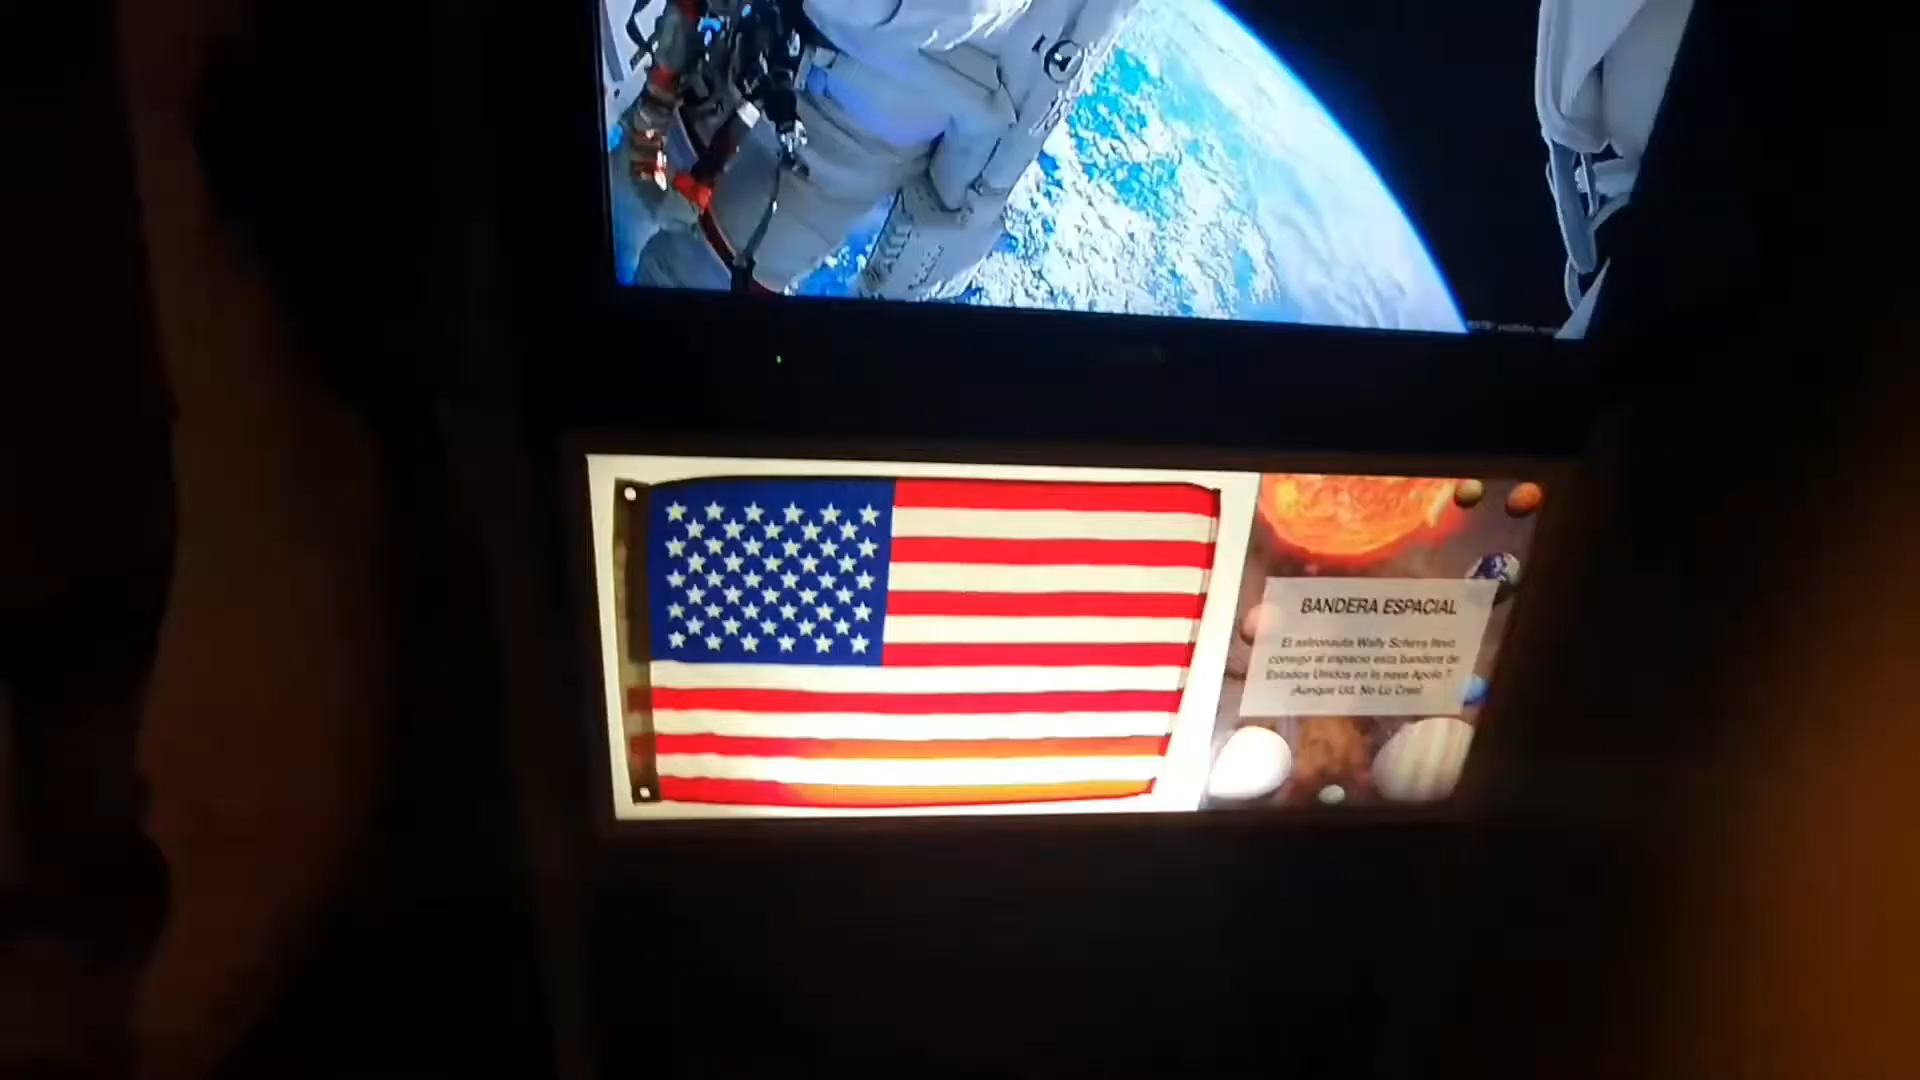 BANDERA ESPACIAL
El astronauta Wally Schirra llevó
consigo al espacio esta bandera de
Estados Unidos en la nave Apolo 7.
¡Aunque Ud. No Lo Crea!